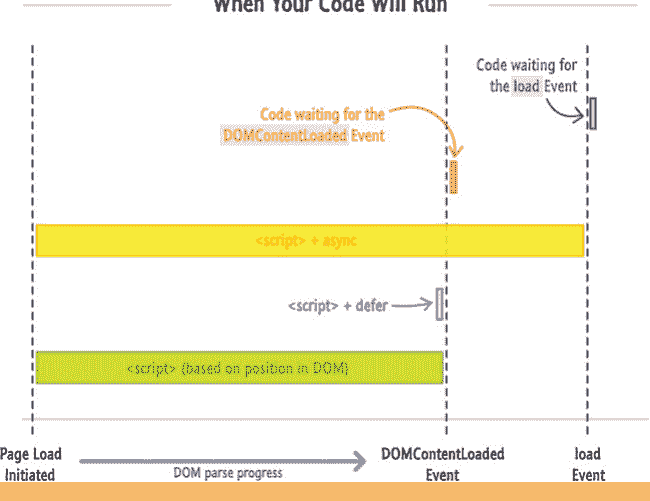 When Your Code Will Run
Code waiting for
the load Event
Code waiting for the
DOMContentLoaded Event
<script> + async
<script> + defer
<script> (based on position in DOM)
Page Load
Initiated
DOM parse progress
DOMContentLoaded
Event
load
Event